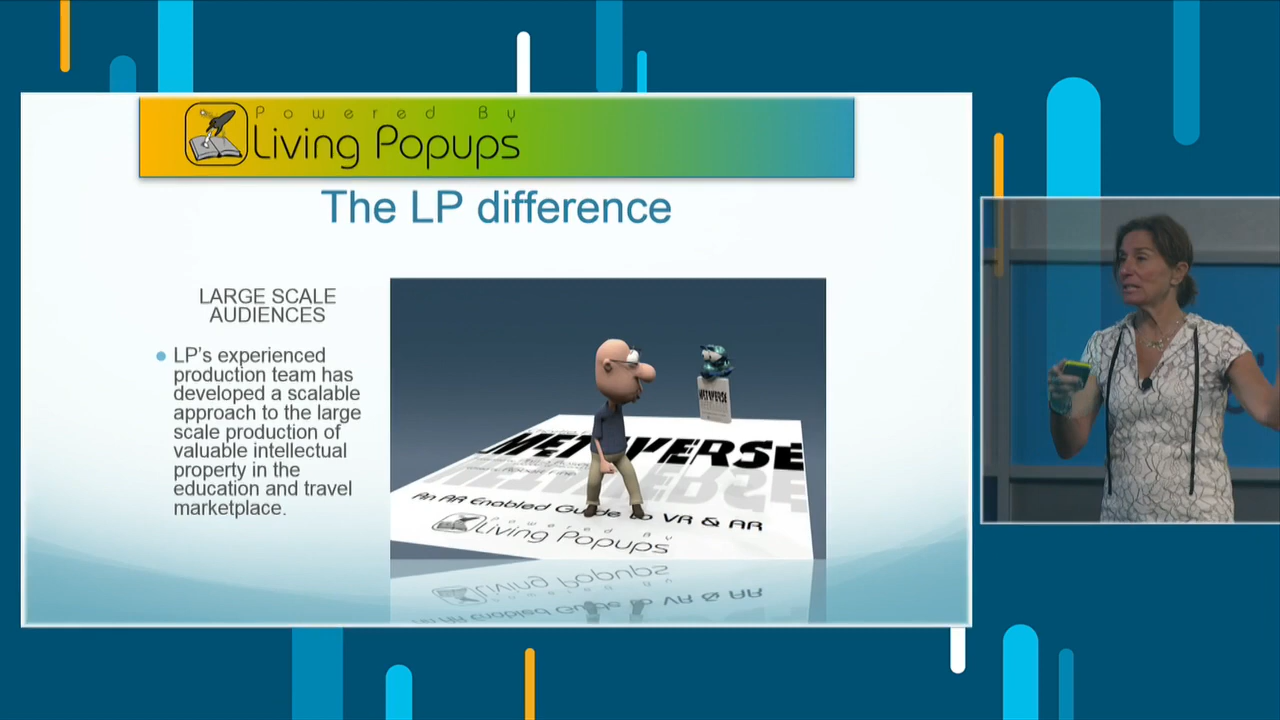 Powered By
Living Popups
The LP difference
LARGE SCALE
AUDIENCES
LP's experienced
production team has
developed a scalable
approach to the large
scale production of
valuable intellectual
property in the
education and travel
marketplace.
METAVERSE
METAVERSE
An AR Enabled Guide to VR & AR
Powered By
Living Popups